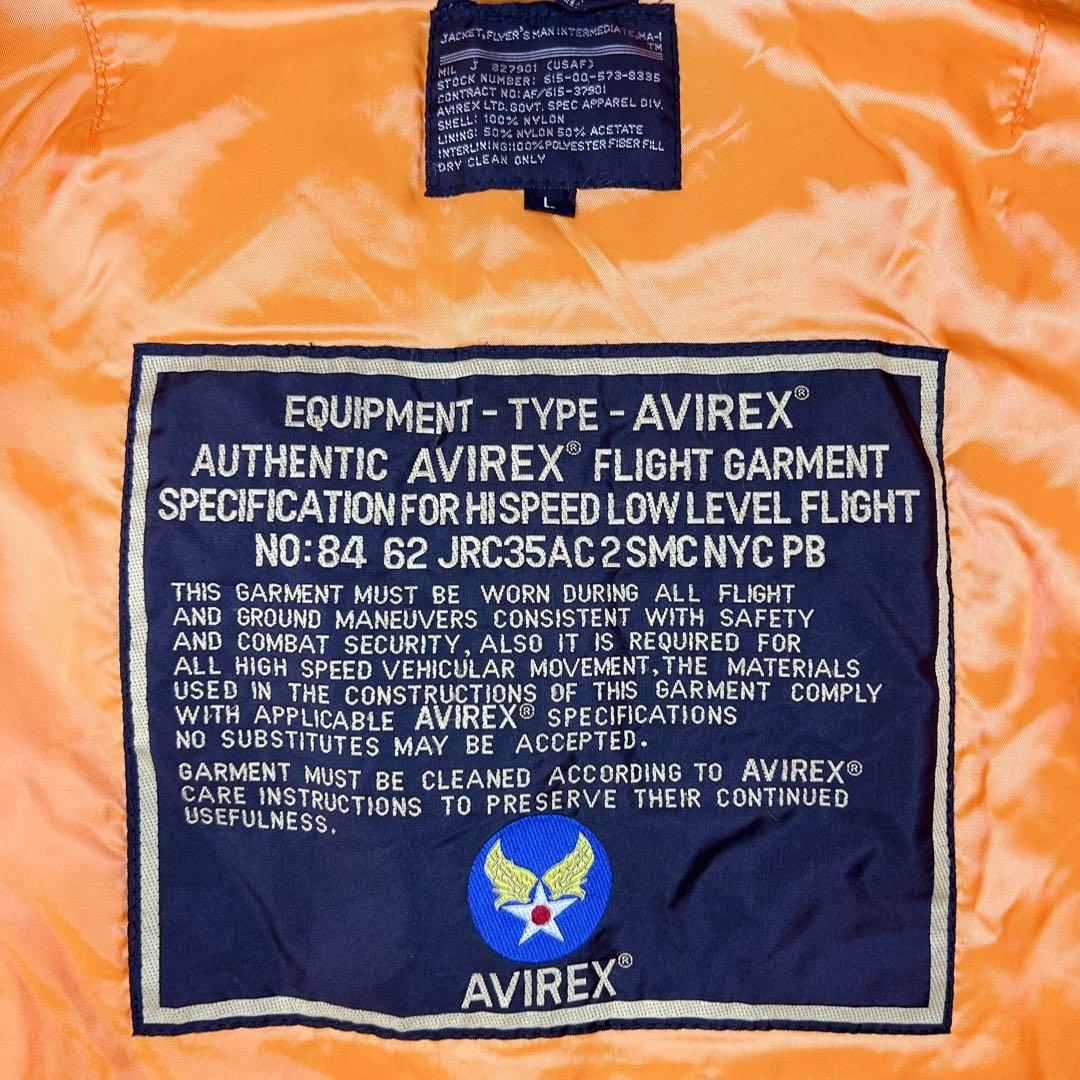 JACKET, FLYER'S MAN INTERMEDIATE, MA-1
TM
MIL J 827901 (USAF)
STOCK NUMBER: 615-00-573-8335
CONTRACT NO: AF/615-37901
AVIREX LTD. GOVT. SPEC APPAREL DIV.
SHELL: 100% NYLON
LINING: 50% NYLON 50% ACETATE
INTERLINING: 100% POLYESTER FIBER FILL
DRY CLEAN ONLY
L
EQUIPMENT - TYPE - AVIREX®
AUTHENTIC AVIREX® FLIGHT GARMENT
SPECIFICATION FOR HI SPEED LOW LEVEL FLIGHT
NO: 84 62 JRC35AC 2 SMC NYC PB
THIS GARMENT MUST BE WORN DURING ALL FLIGHT
AND GROUND MANEUVERS CONSISTENT WITH SAFETY
AND COMBAT SECURITY, ALSO IT IS REQUIRED FOR
ALL HIGH SPEED VEHICULAR MOVEMENT, THE MATERIALS
USED IN THE CONSTRUCTIONS OF THIS GARMENT COMPLY
WITH APPLICABLE AVIREX® SPECIFICATIONS
NO SUBSTITUTES MAY BE ACCEPTED.
GARMENT MUST BE CLEANED ACCORDING TO AVIREX®
CARE INSTRUCTIONS TO PRESERVE THEIR CONTINUED
USEFULNESS.
AVIREX®